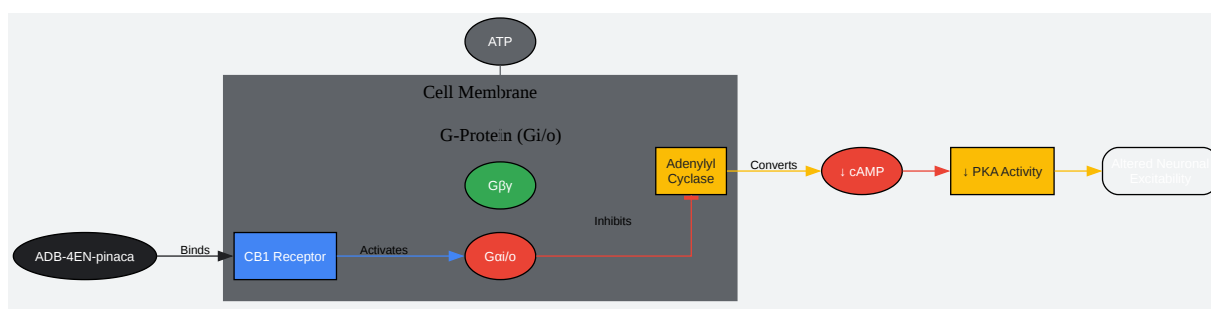 ATP
Cell Membrane
G-Protein (Gi/o)
Gβγ
Adenylyl
Cyclase
Converts
↓ cAMP
↓ PKA Activity
Altered Neuronal
Excitability
Inhibits
ADB-4EN-pinaca
Binds
CB1 Receptor
Activates
Gαi/o